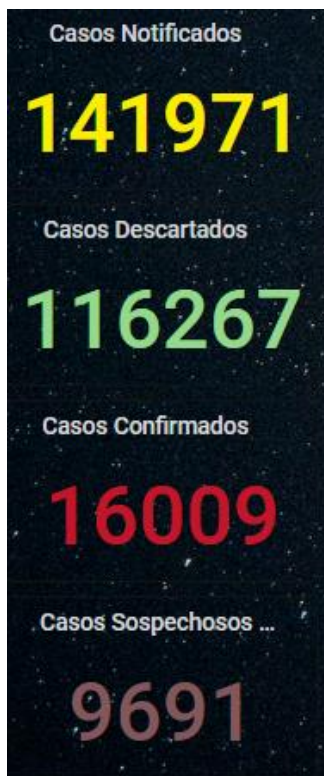 Casos Notificados
141971
Casos Descartados
116267
Casos Confirmados
16009
Casos Sospechosos ...
9691